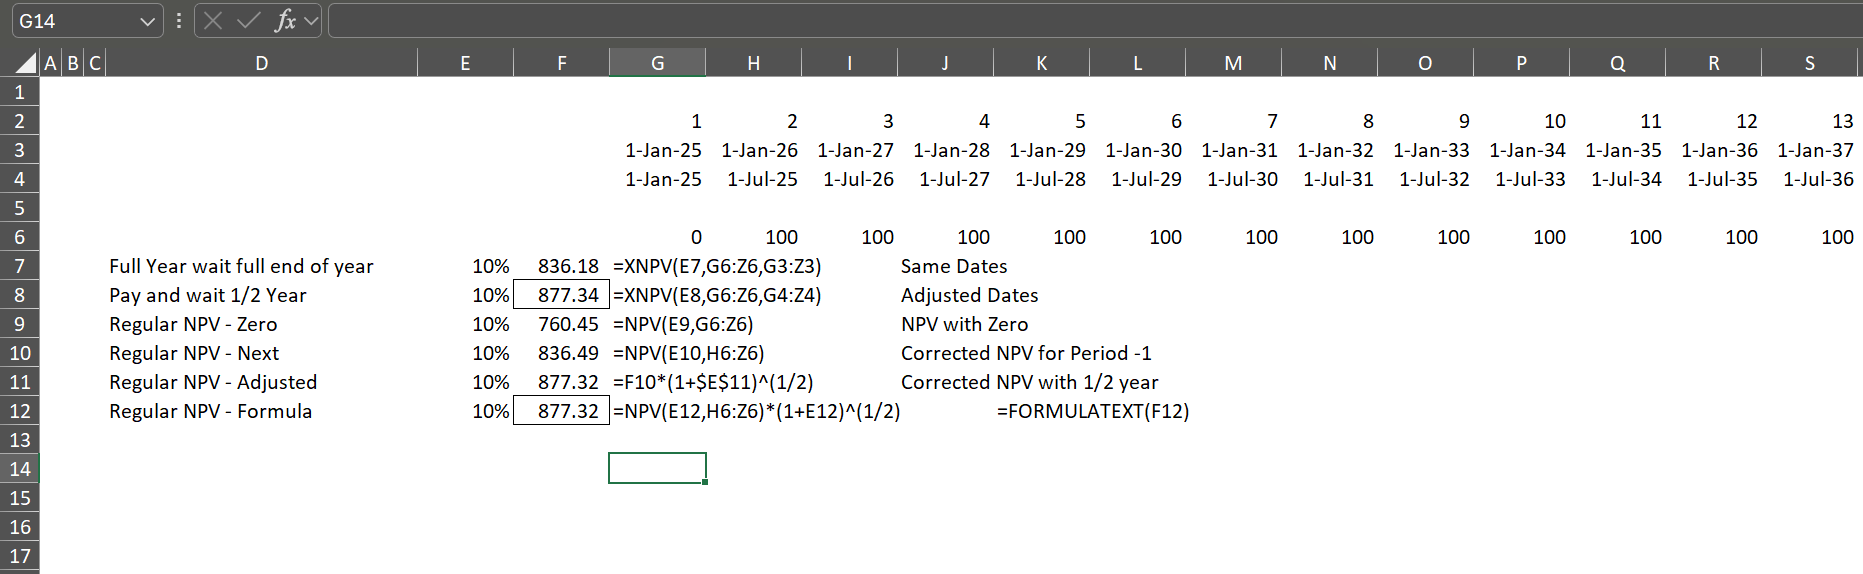 G14 fx
A B C D E F G H I J K L M N O P Q R S
1
2 1 2 3 4 5 6 7 8 9 10 11 12 13
3 1-Jan-25 1-Jan-26 1-Jan-27 1-Jan-28 1-Jan-29 1-Jan-30 1-Jan-31 1-Jan-32 1-Jan-33 1-Jan-34 1-Jan-35 1-Jan-36 1-Jan-37
4 1-Jan-25 1-Jul-25 1-Jul-26 1-Jul-27 1-Jul-28 1-Jul-29 1-Jul-30 1-Jul-31 1-Jul-32 1-Jul-33 1-Jul-34 1-Jul-35 1-Jul-36
5
6 0 100 100 100 100 100 100 100 100 100 100 100 100
7 Full Year wait full end of year 10% 836.18 =XNPV(E7,G6:Z6,G3:Z3) Same Dates
8 Pay and wait 1/2 Year 10% 877.34 =XNPV(E8,G6:Z6,G4:Z4) Adjusted Dates
9 Regular NPV - Zero 10% 760.45 =NPV(E9,G6:Z6) NPV with Zero
10 Regular NPV - Next 10% 836.49 =NPV(E10,H6:Z6) Corrected NPV for Period -1
11 Regular NPV - Adjusted 10% 877.32 =F10*(1+$E$11)^(1/2) Corrected NPV with 1/2 year
12 Regular NPV - Formula 10% 877.32 =NPV(E12,H6:Z6)*(1+E12)^(1/2) =FORMULATEXT(F12)
13
14
15
16
17